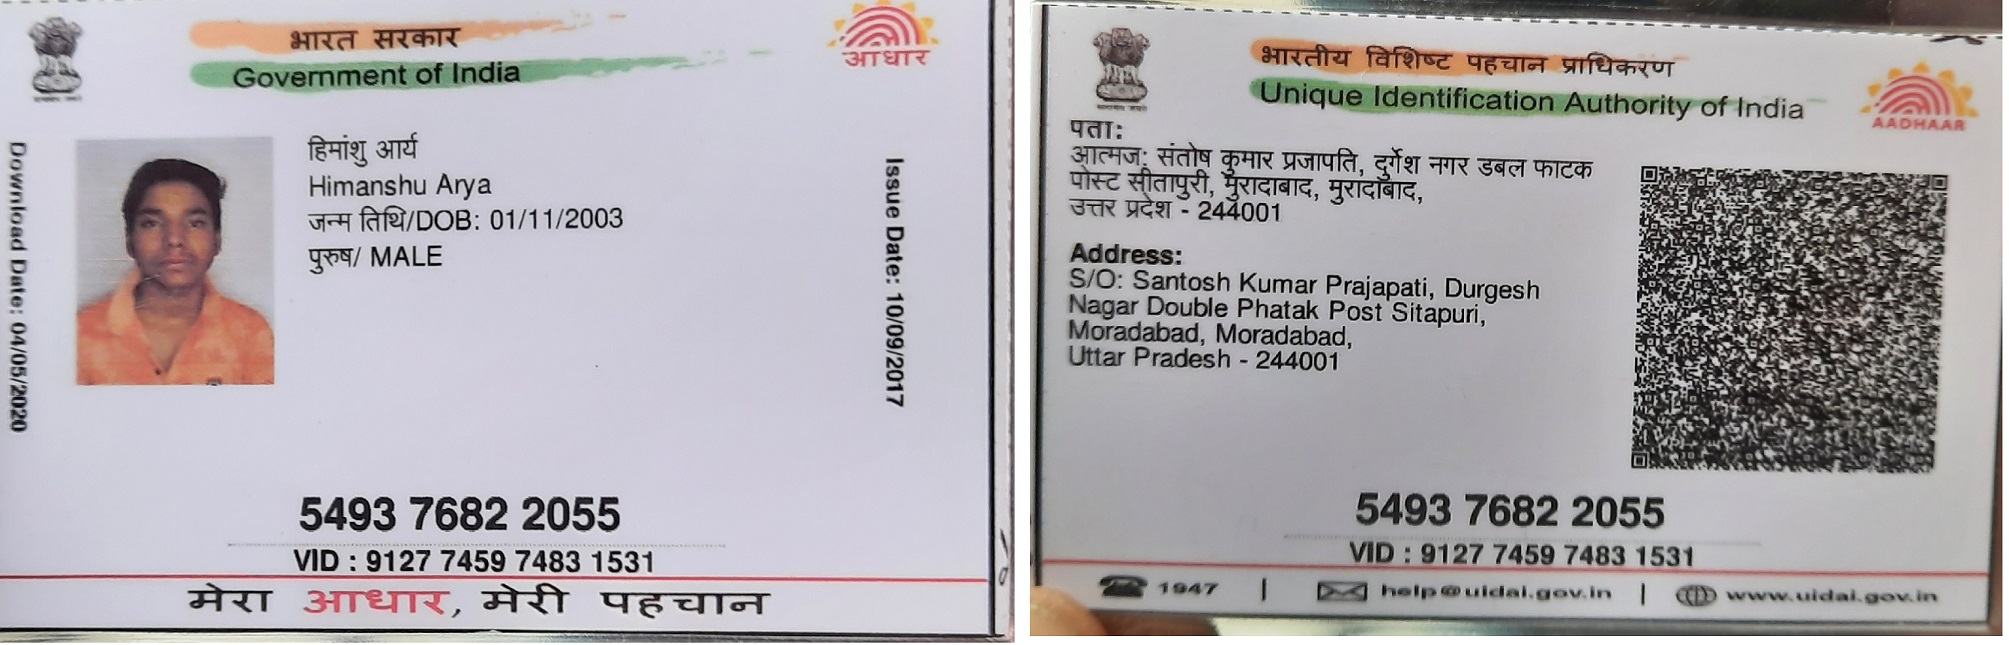 भारत सरकार
Government of India
आधार
Download Date: 04/05/2020
हिमांशु आर्य
Himanshu Arya
जन्म तिथि/DOB: 01/11/2003
पुरुष/ MALE
Issue Date: 10/09/2017
5493 7682 2055
VID : 9127 7459 7483 1531
मेरा आधार, मेरी पहचान
भारतीय विशिष्ट पहचान प्राधिकरण
Unique Identification Authority of India
AADHAAR
पता:
आत्मज: संतोष कुमार प्रजापति, दुर्गेश नगर डबल फाटक
पोस्ट सीतापुरी, मुरादाबाद, मुरादाबाद,
उत्तर प्रदेश - 244001
Address:
S/O: Santosh Kumar Prajapati, Durgesh
Nagar Double Phatak Post Sitapuri,
Moradabad, Moradabad,
Uttar Pradesh - 244001
5493 7682 2055
VID : 9127 7459 7483 1531
1947 | help@uidai.gov.in | www.uidai.gov.in